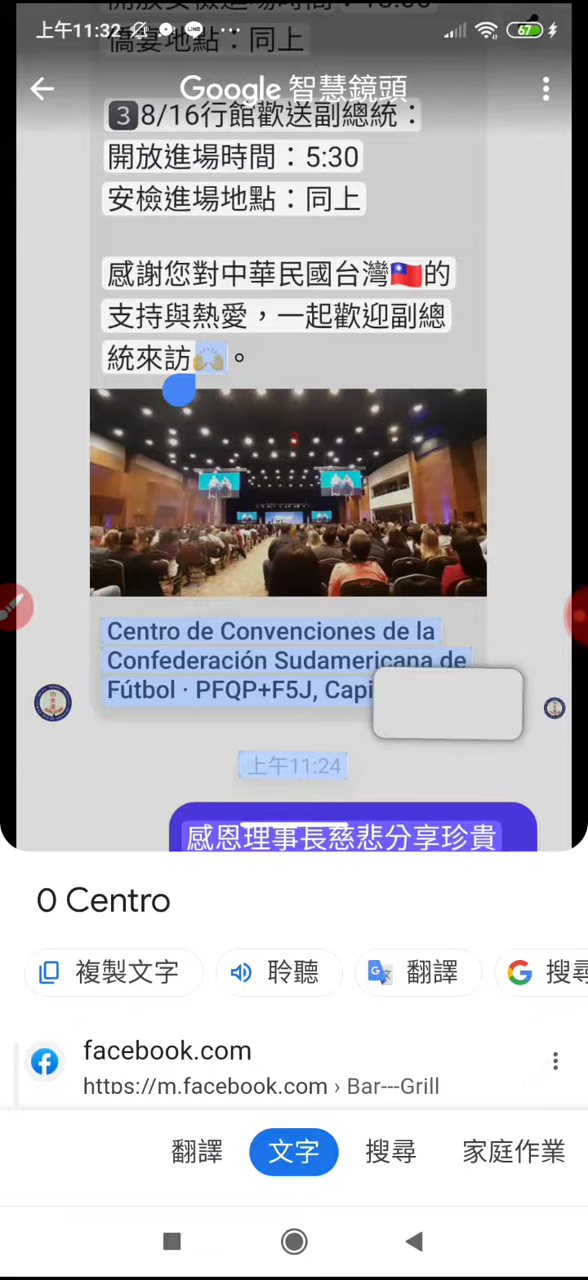 上午11:32
67
Google 智慧鏡頭
僑宴地點：同上
3 8/16行館歡送副總統：
開放進場時間：5:30
安檢進場地點：同上
感謝您對中華民國台灣🇹🇼的
支持與熱愛，一起歡迎副總
統來訪🙌。
Centro de Convenciones de la
Confederación Sudamericana de
Fútbol · PFQP+F5J, Capi
上午11:24
感恩理事長慈悲分享珍貴
0 Centro
複製文字
聆聽
翻譯
搜尋
facebook.com
https://m.facebook.com › Bar---Grill
翻譯
文字
搜尋
家庭作業